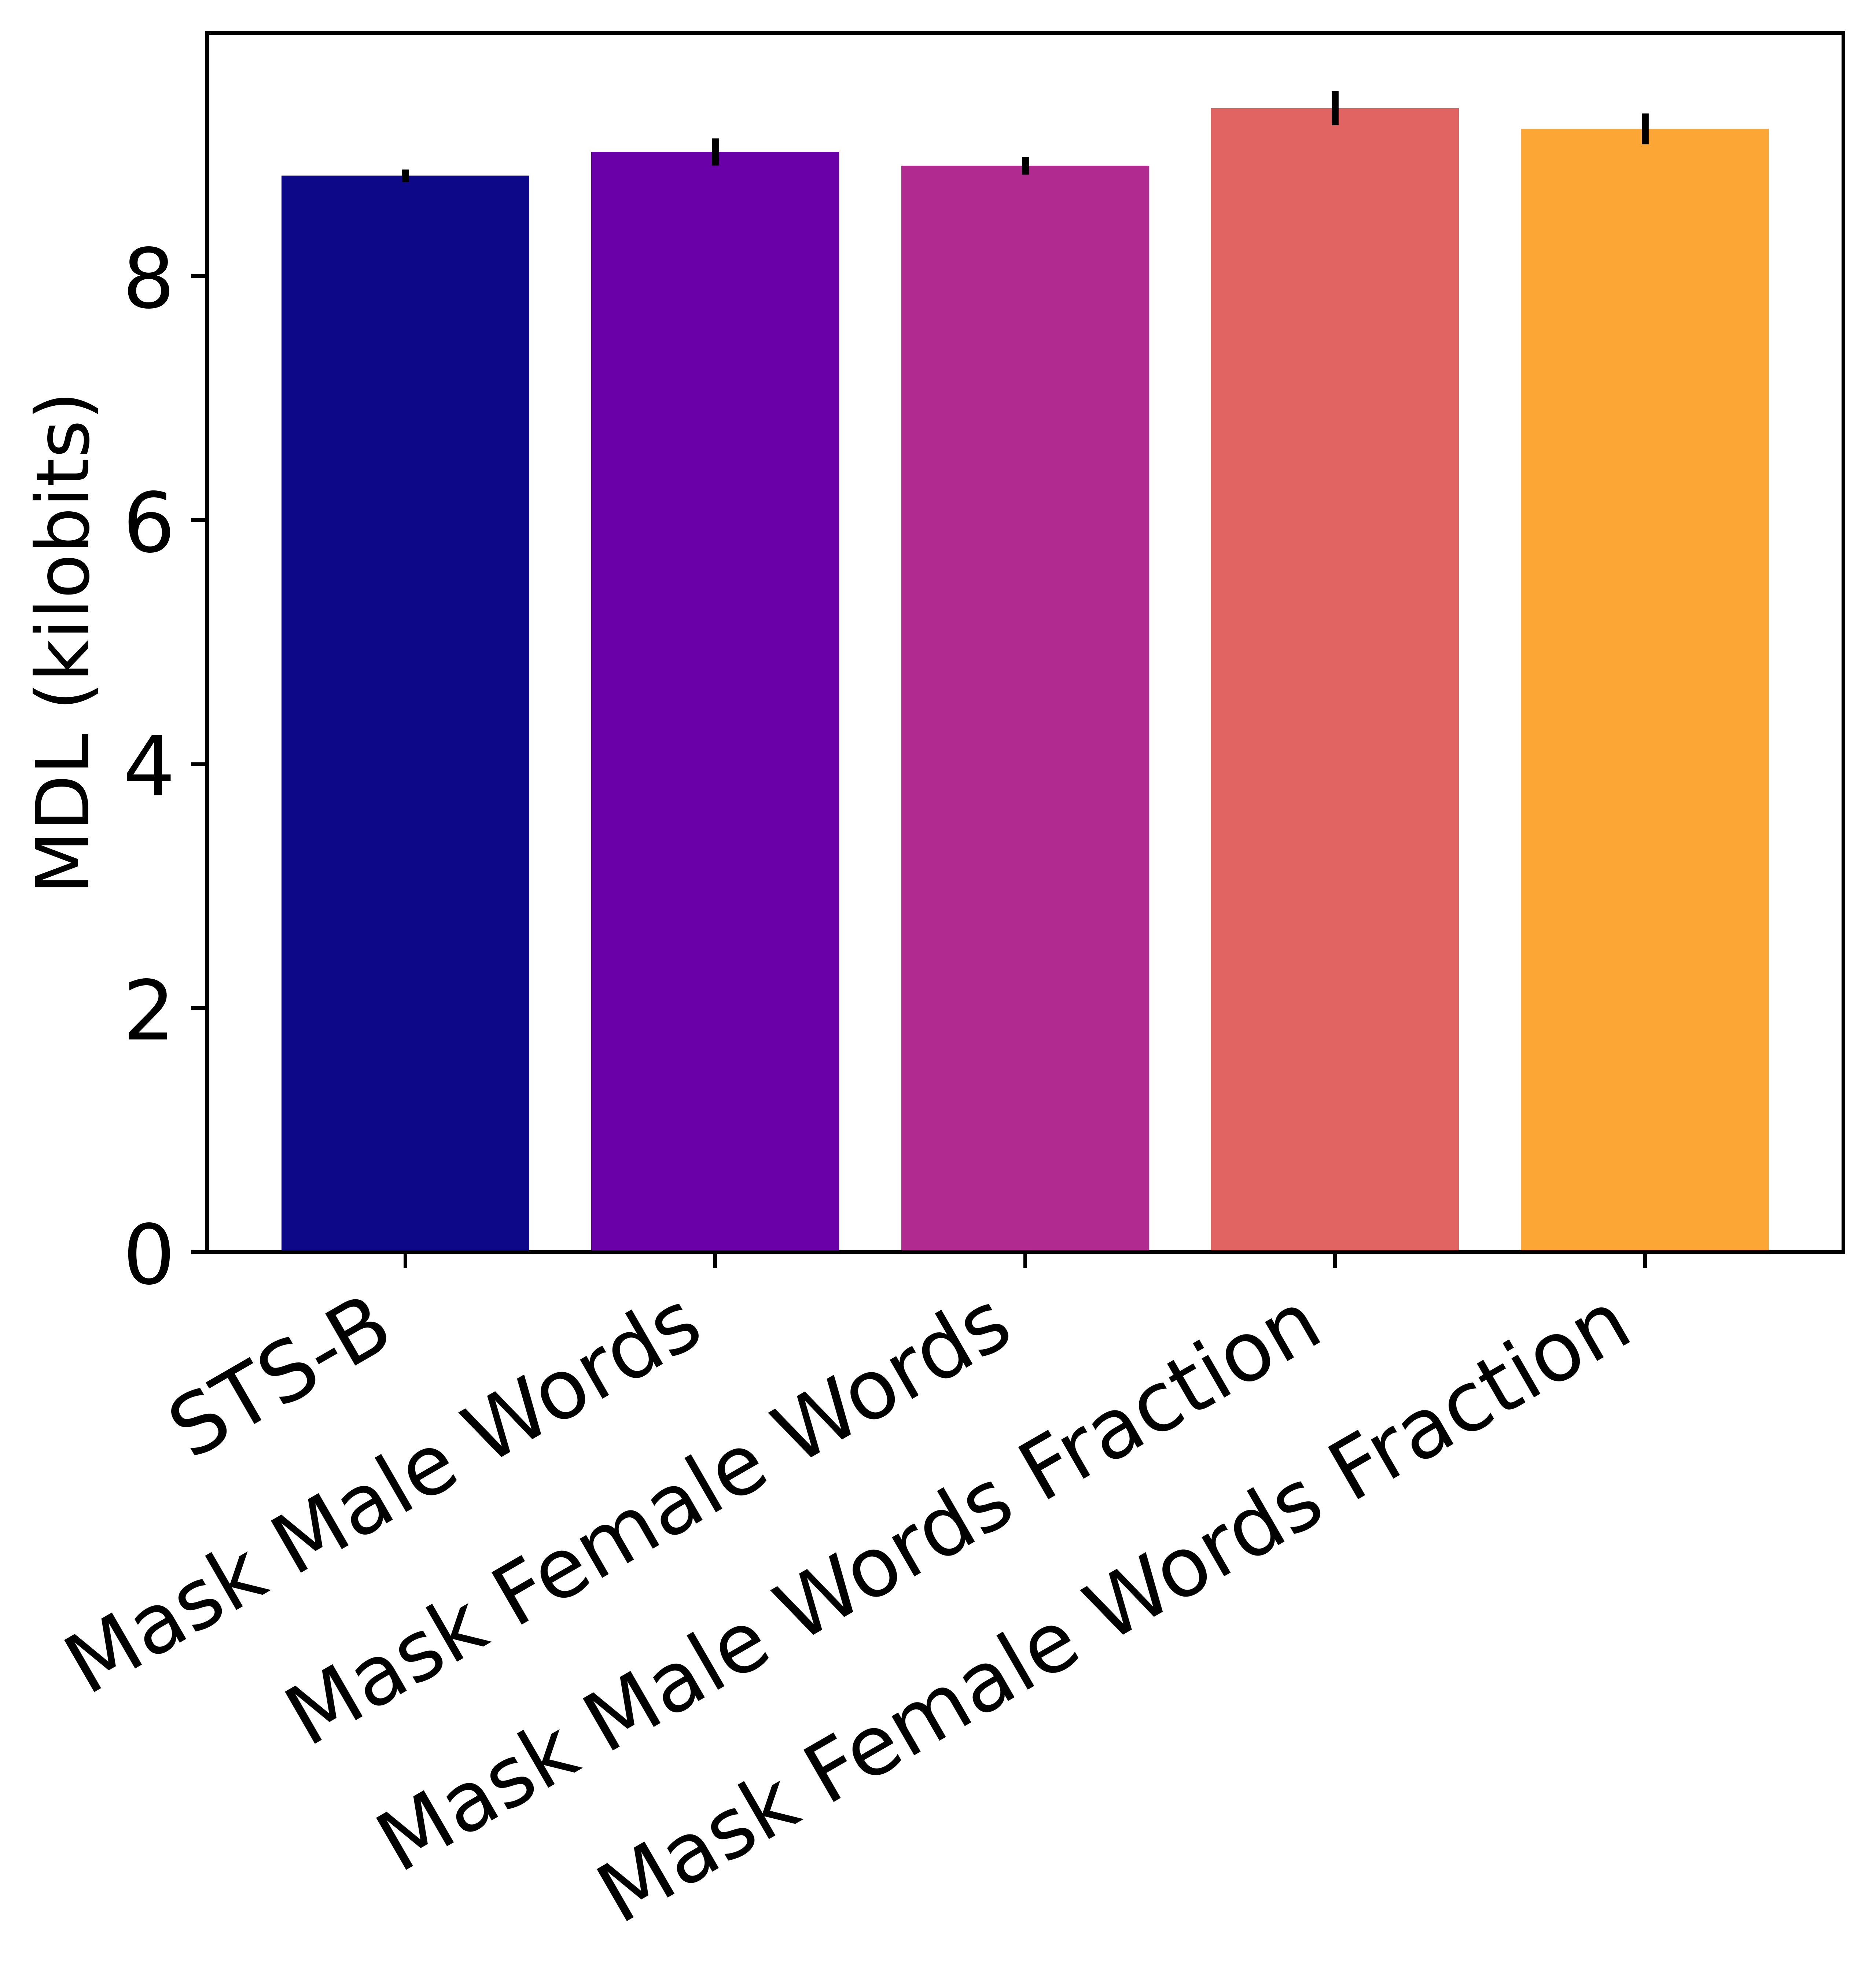 MDL (kilobits)
8
6
4
2
0
STS-B
Mask Male Words
Mask Female Words
Mask Male Words Fraction
Mask Female Words Fraction